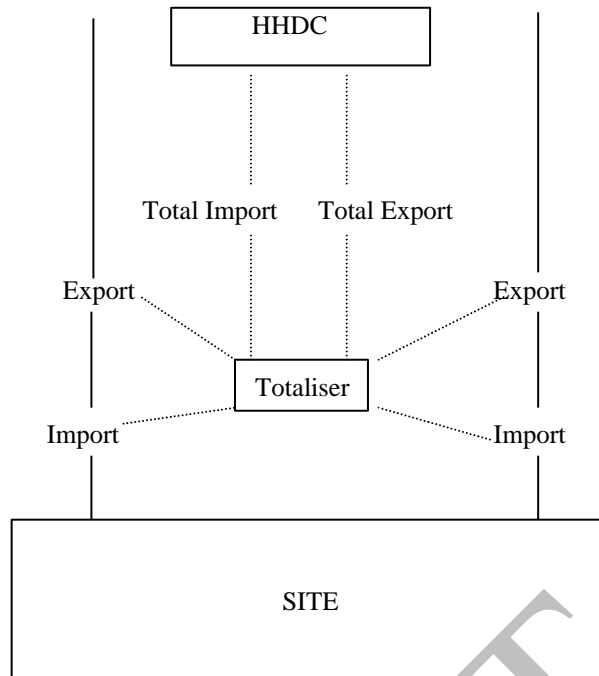 HHDC
Total Import Total Export
Export Export
Totaliser
Import Import
SITE